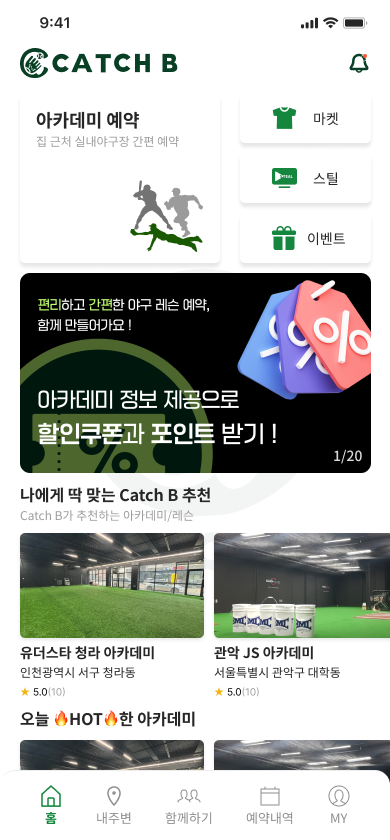 9:41
CATCH B
아카데미 예약
집 근처 실내야구장 간편 예약
마켓
스틸
이벤트
편리하고 간편한 야구 레슨 예약,
함께 만들어가요 !
아카데미 정보 제공으로
할인쿠폰과 포인트 받기 !
1/20
나에게 딱 맞는 Catch B 추천
Catch B가 추천하는 아카데미/레슨
유더스타 청라 아카데미
인천광역시 서구 청라동
★ 5.0(10)
관악 JS 아카데미
서울특별시 관악구 대학동
★ 5.0(10)
오늘 🔥HOT🔥한 아카데미
홈
내주변
함께하기
예약내역
MY